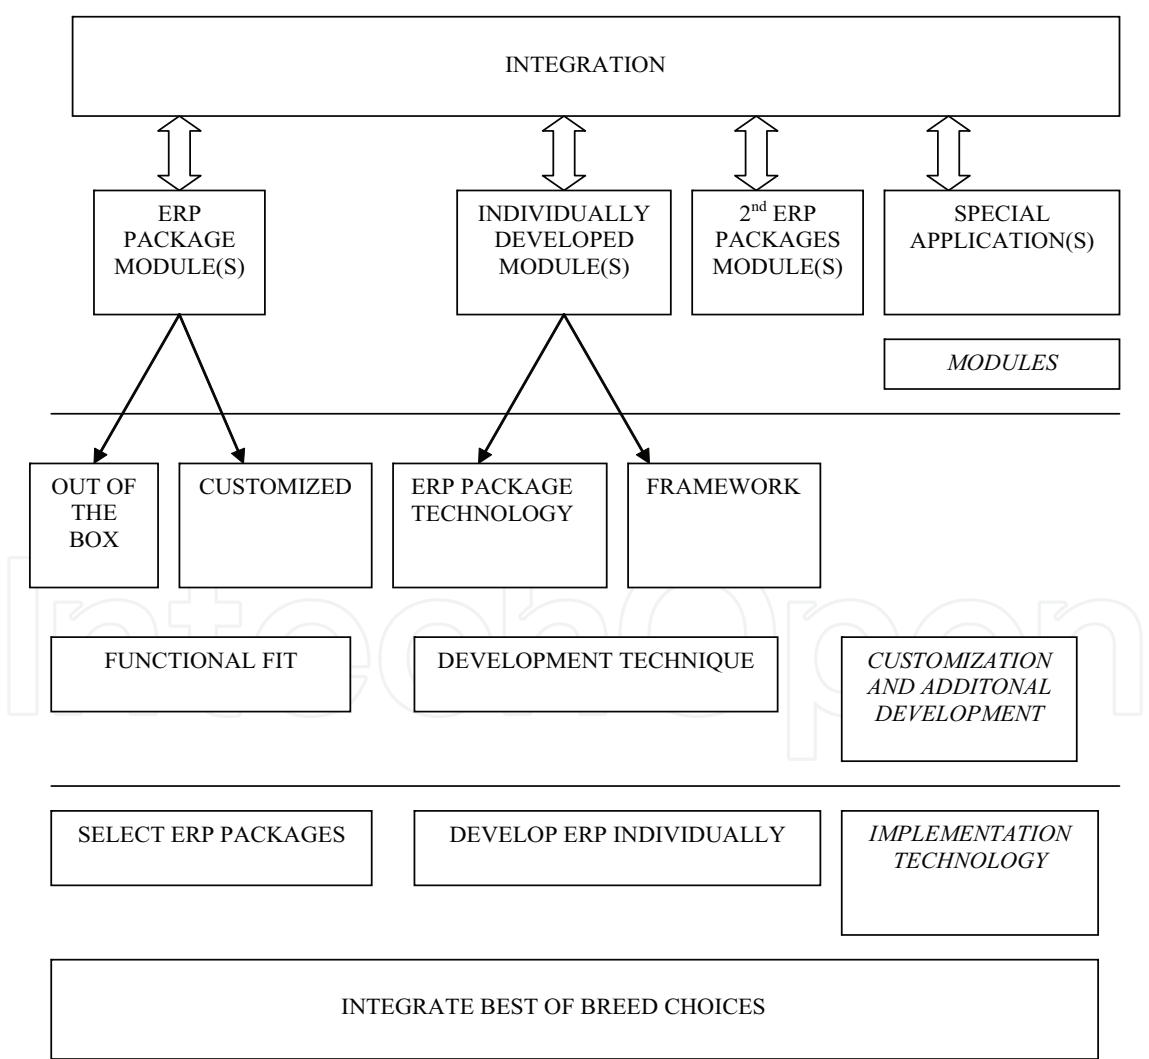 INTEGRATION
ERP
PACKAGE
MODULE(S)
INDIVIDUALLY
DEVELOPED
MODULE(S)
2nd ERP
PACKAGES
MODULE(S)
SPECIAL
APPLICATION(S)
MODULES
OUT OF
THE
BOX
CUSTOMIZED
ERP PACKAGE
TECHNOLOGY
FRAMEWORK
IntechOpen
FUNCTIONAL FIT
DEVELOPMENT TECHNIQUE
CUSTOMIZATION
AND ADDITONAL
DEVELOPMENT
SELECT ERP PACKAGES
DEVELOP ERP INDIVIDUALLY
IMPLEMENTATION
TECHNOLOGY
INTEGRATE BEST OF BREED CHOICES